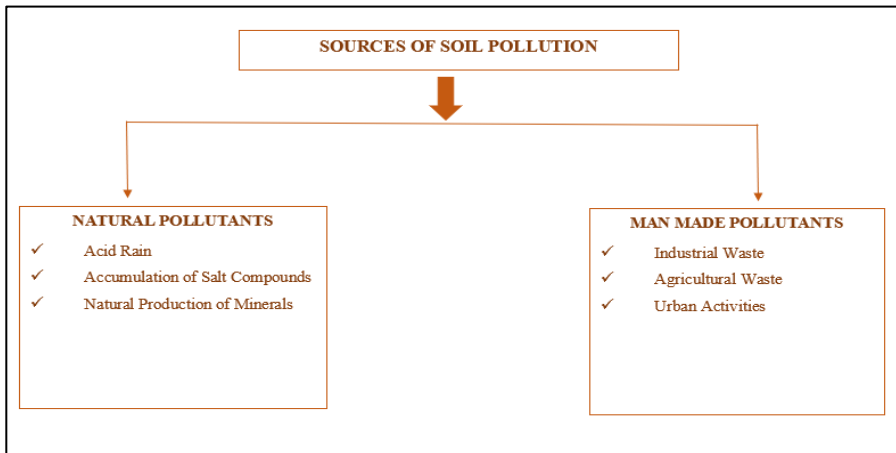 SOURCES OF SOIL POLLUTION
NATURAL POLLUTANTS
✓ Acid Rain
✓ Accumulation of Salt Compounds
✓ Natural Production of Minerals
MAN MADE POLLUTANTS
✓ Industrial Waste
✓ Agricultural Waste
✓ Urban Activities